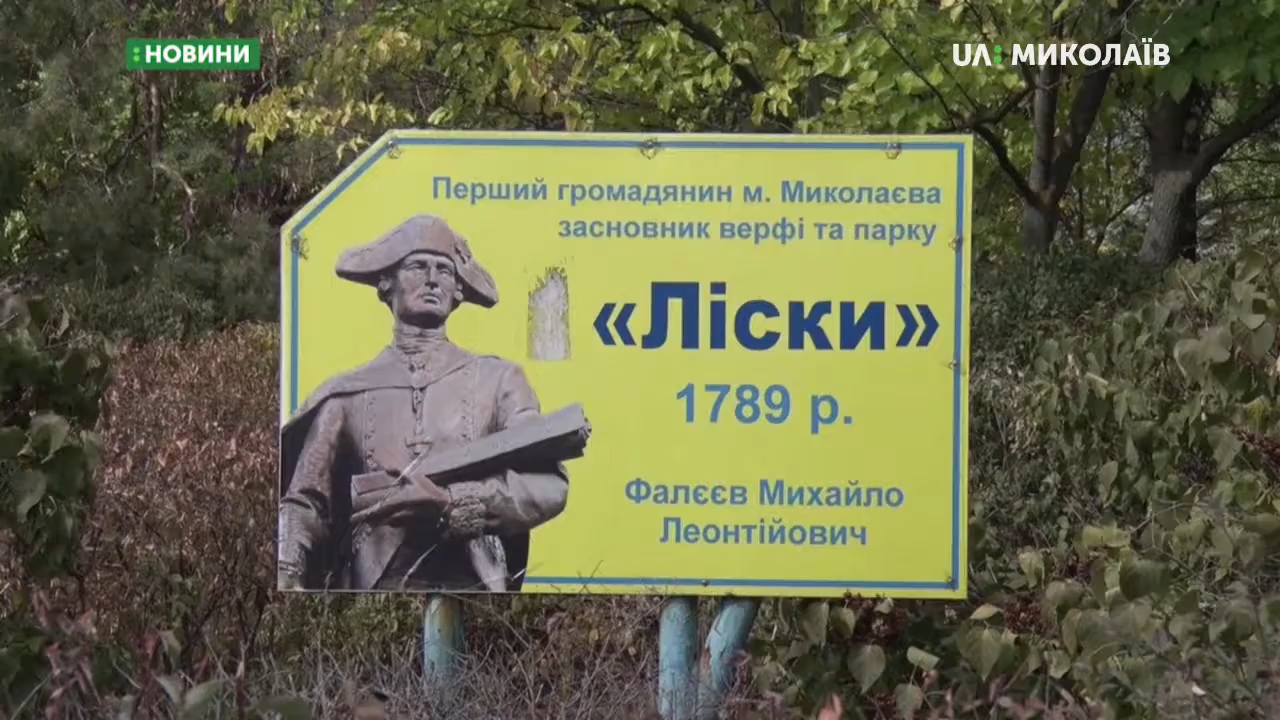 :НОВИНИ
UA: МИКОЛАЇВ
Перший громадянин м. Миколаєва
засновник верфі та парку
«Ліски»
1789 р.
Фалєєв Михайло
Леонтійович